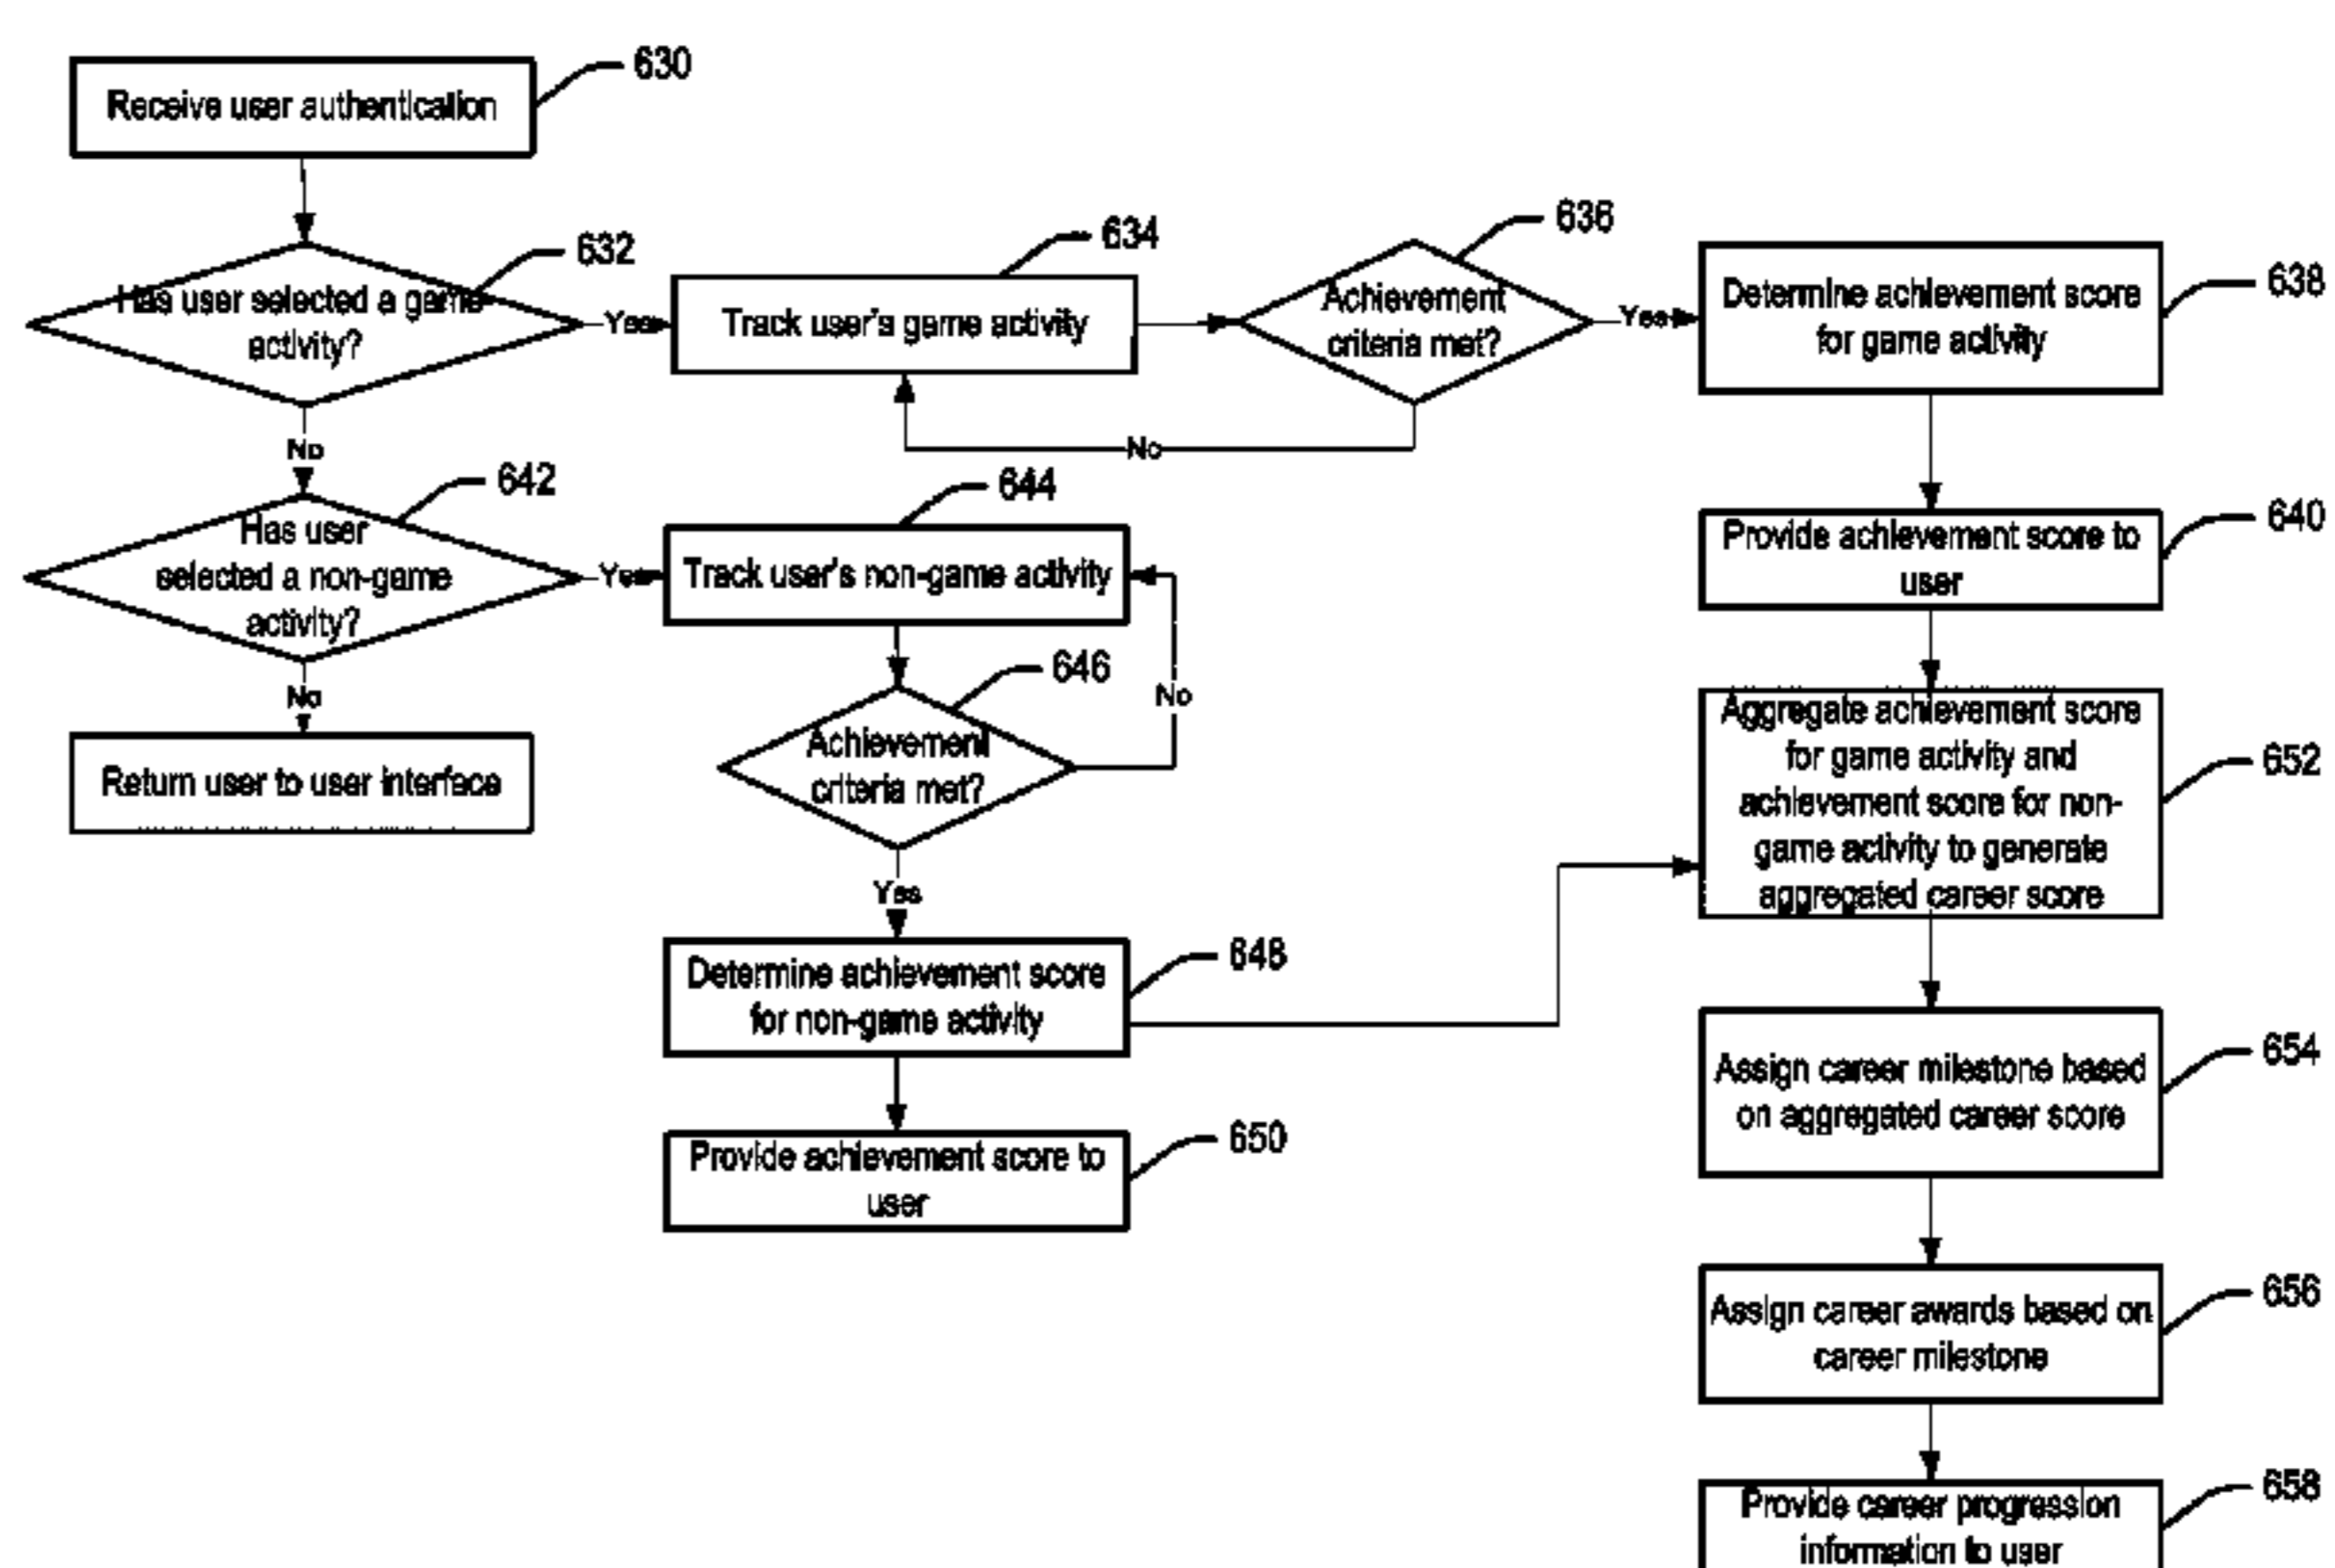 Receive user authentication
630
Has user selected a game
activity?
632
Yes
Track user's game activity
634
Achievement
criteria met?
636
Yes
Determine achievement score
for game activity
638
No
No
Has user
selected a non-game
activity?
642
Yes
Track user's non-game activity
644
Provide achievement score to
user
640
No
Return user to user interface
Achievement
criteria met?
646
No
Aggregate achievement score
for game activity and
achievement score for non-
game activity to generate
aggregated career score
652
Yes
Determine achievement score
for non-game activity
648
Assign career milestone based
on aggregated career score
654
Provide achievement score to
user
650
Assign career awards based on
career milestone
656
Provide career progression
information to user
658